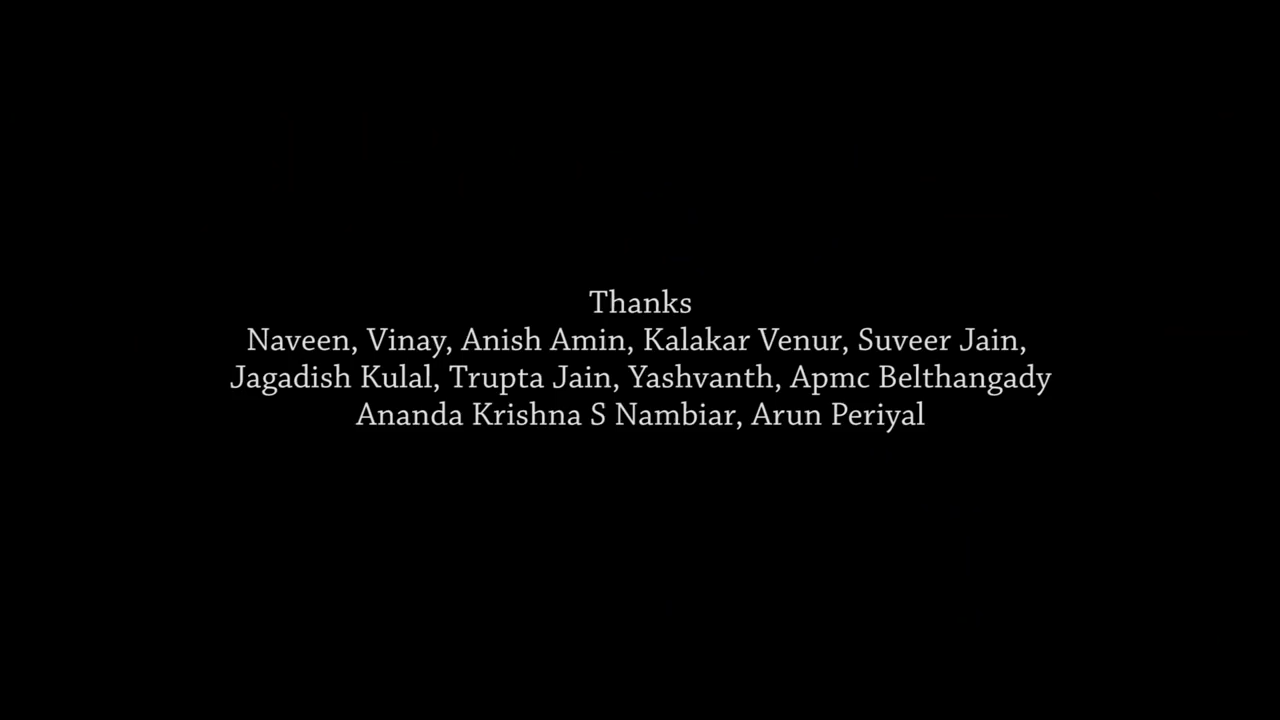 Thanks
Naveen, Vinay, Anish Amin, Kalakar Venur, Suveer Jain,
Jagadish Kulal, Trupta Jain, Yashvanth, Apmc Belthangady
Ananda Krishna S Nambiar, Arun Periyal